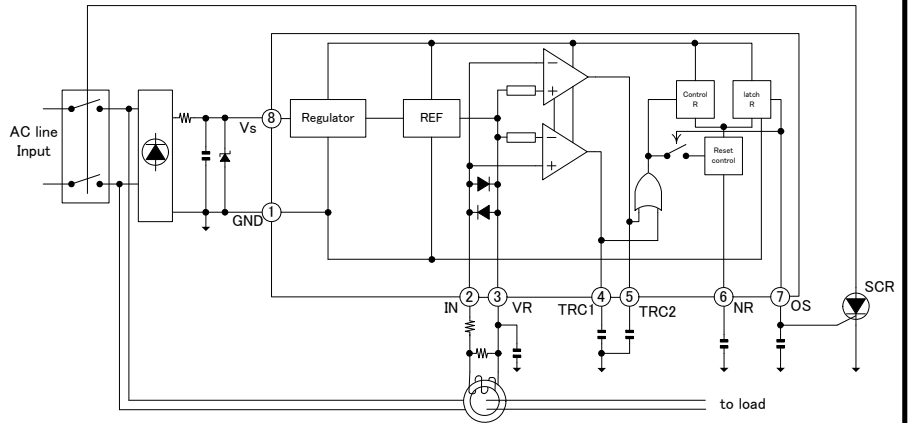 AC line
Input
8
Vs
Regulator
REF
Control
R
latch
R
Reset
control
1
GND
−
+
−
+
2
3
4
5
6
7
IN
VR
TRC1
TRC2
NR
OS
SCR
to load